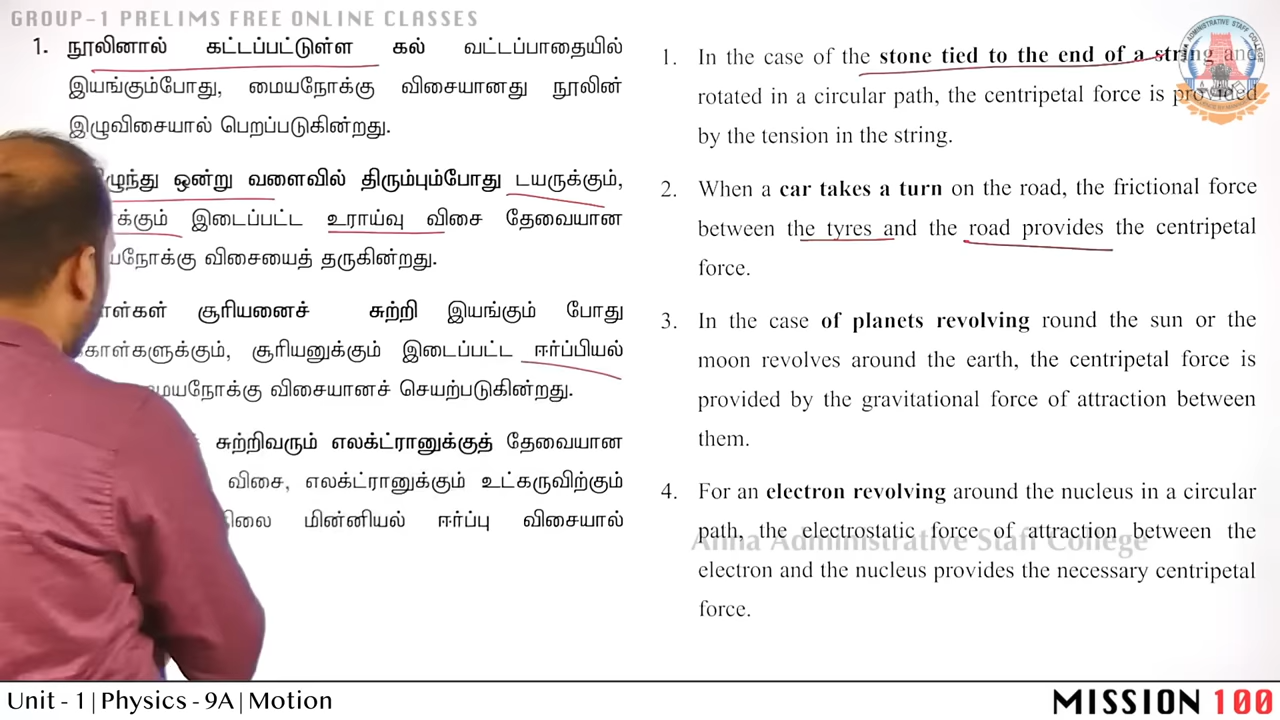 GROUP-1 PRELIMS FREE ONLINE CLASSES
1. நூலினால் கட்டப்பட்டுள்ள கல் வட்டப்பாதையில்
இயங்கும்போது, மையநோக்கு விசையானது நூலின்
இழுவிசையால் பெறப்படுகின்றது.
ஒன்று வளைவில் திரும்பும்போது டயருக்கும்,
இடைப்பட்ட உராய்வு விசை தேவையான
விசையைத் தருகின்றது.
சூரியனைச் சுற்றி இயங்கும் போது
சூரியனுக்கும் இடைப்பட்ட ஈர்ப்பியல்
விசையானச் செயற்படுகின்றது.
சுற்றிவரும் எலக்ட்ரானுக்குத் தேவையான
விசை, எலக்ட்ரானுக்கும் உட்கருவிற்கும்
மின்னியல் ஈர்ப்பு விசையால்
1. In the case of the stone tied to the end of a string and
rotated in a circular path, the centripetal force is provided
by the tension in the string.
2. When a car takes a turn on the road, the frictional force
between the tyres and the road provides the centripetal
force.
3. In the case of planets revolving round the sun or the
moon revolves around the earth, the centripetal force is
provided by the gravitational force of attraction between
them.
4. For an electron revolving around the nucleus in a circular
path, the electrostatic force of attraction between the
Anna Administrative Staff College
electron and the nucleus provides the necessary centripetal
force.
Unit - 1 | Physics - 9A | Motion
MISSION 100